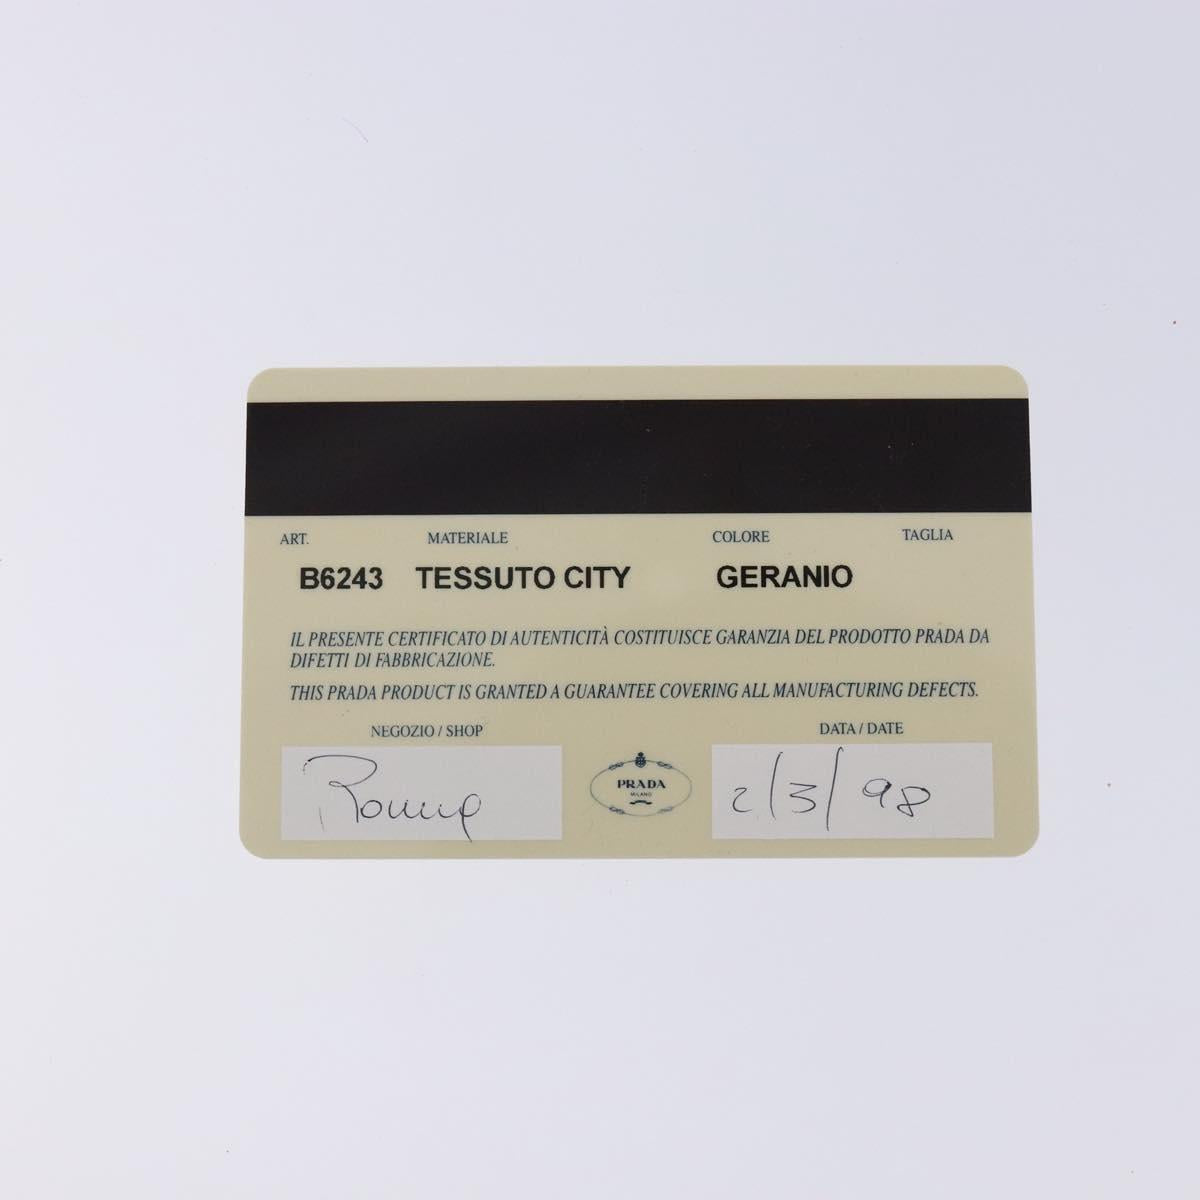 ART. MATERIALE COLORE TAGLIA
B6243 TESSUTO CITY GERANIO
IL PRESENTE CERTIFICATO DI AUTENTICITÀ COSTITUISCE GARANZIA DEL PRODOTTO PRADA DA
DIFETTI DI FABBRICAZIONE.
THIS PRADA PRODUCT IS GRANTED A GUARANTEE COVERING ALL MANUFACTURING DEFECTS.
NEGOZIO / SHOP DATA / DATE
Roma PRADA 2/3/98
MILANO